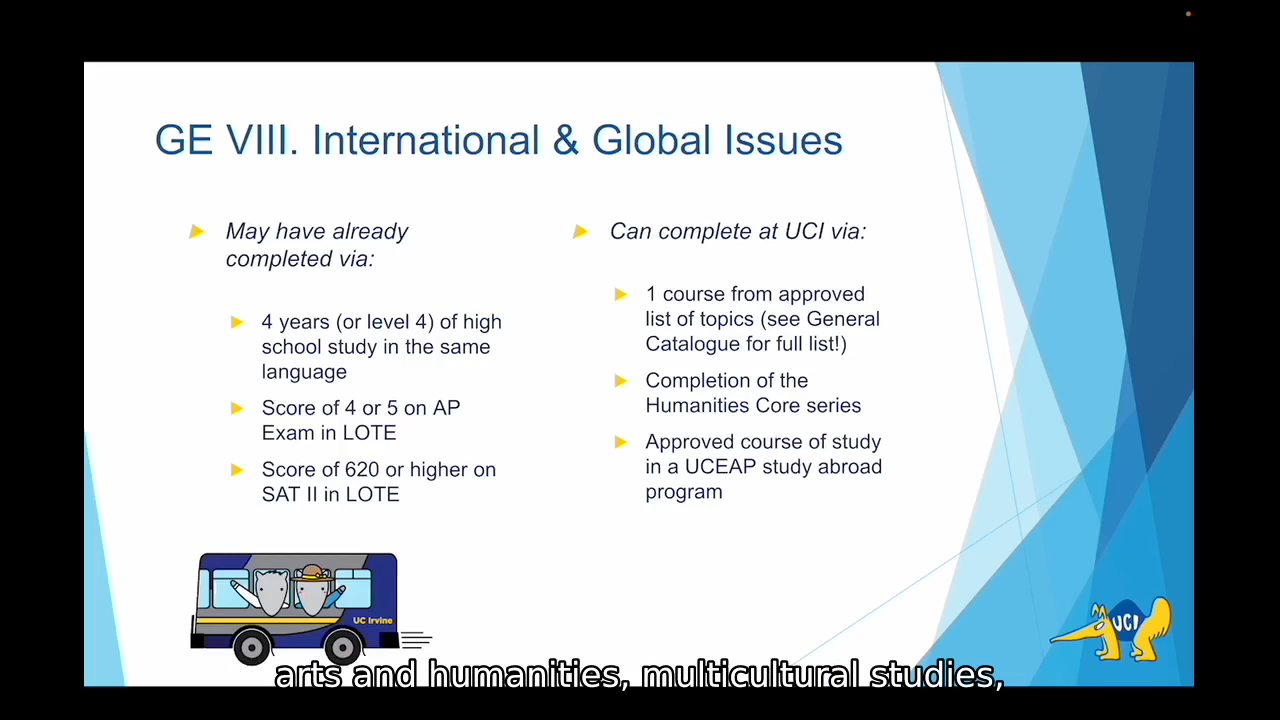 GE VIII. International & Global Issues
May have already
completed via:
4 years (or level 4) of high
school study in the same
language
Score of 4 or 5 on AP
Exam in LOTE
Score of 620 or higher on
SAT II in LOTE
Can complete at UCI via:
1 course from approved
list of topics (see General
Catalogue for full list!)
Completion of the
Humanities Core series
Approved course of study
in a UCEAP study abroad
program
UC Irvine
UCI
arts and humanities, multicultural studies,